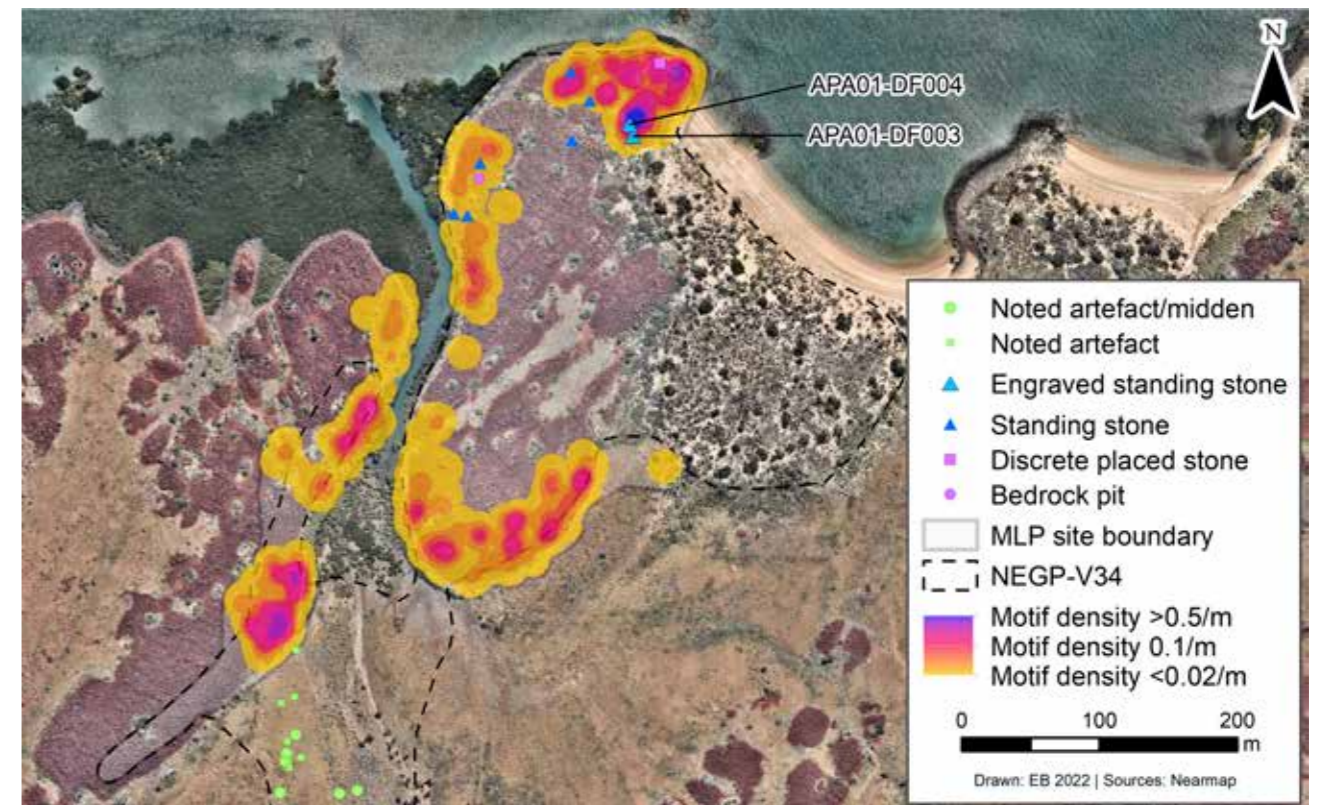 N
APA01-DF004
APA01-DF003
Noted artefact/midden
Noted artefact
Engraved standing stone
Standing stone
Discrete placed stone
Bedrock pit
MLP site boundary
NEGP-V34
Motif density >0.5/m
Motif density 0.1/m
Motif density <0.02/m
0 100 200
m
Drawn: EB 2022 | Sources: Nearmap